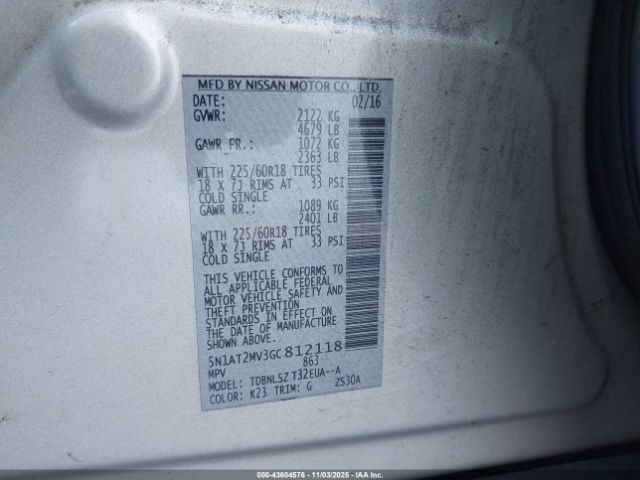 MFD BY NISSAN MOTOR CO., LTD.
DATE: 02/16
GVWR: 2122 KG
4679 LB
GAWR FR.: 1072 KG
2363 LB
WITH 225/60R18 TIRES
18 X 7J RIMS AT 33 PSI
COLD SINGLE
GAWR RR.: 1089 KG
2401 LB
WITH 225/60R18 TIRES
18 X 7J RIMS AT 33 PSI
COLD SINGLE
THIS VEHICLE CONFORMS TO
ALL APPLICABLE FEDERAL
MOTOR VEHICLE SAFETY AND
THEFT PREVENTION
STANDARDS IN EFFECT ON
THE DATE OF MANUFACTURE
SHOWN ABOVE.
5N1AT2MV3GC812118
MPV 863
MODEL: TDBNLSZ T32EUA--A
COLOR: K23 TRIM: G ZS30A
000-43604576 - 11/03/2025 - IAA, Inc.